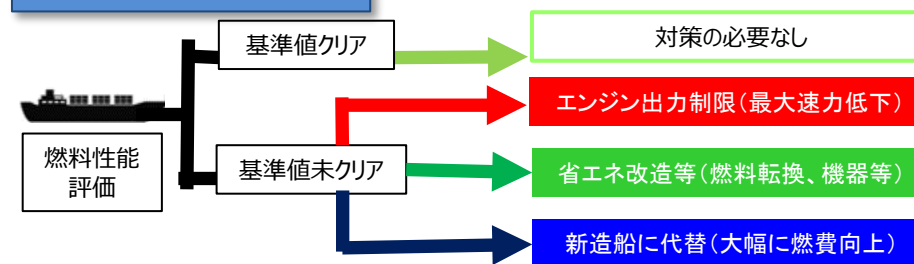 基準値クリア
対策の必要なし
エンジン出力制限(最大速力低下)
燃料性能
評価
基準値未クリア
省エネ改造等(燃料転換、機器等)
新造船に代替(大幅に燃費向上)